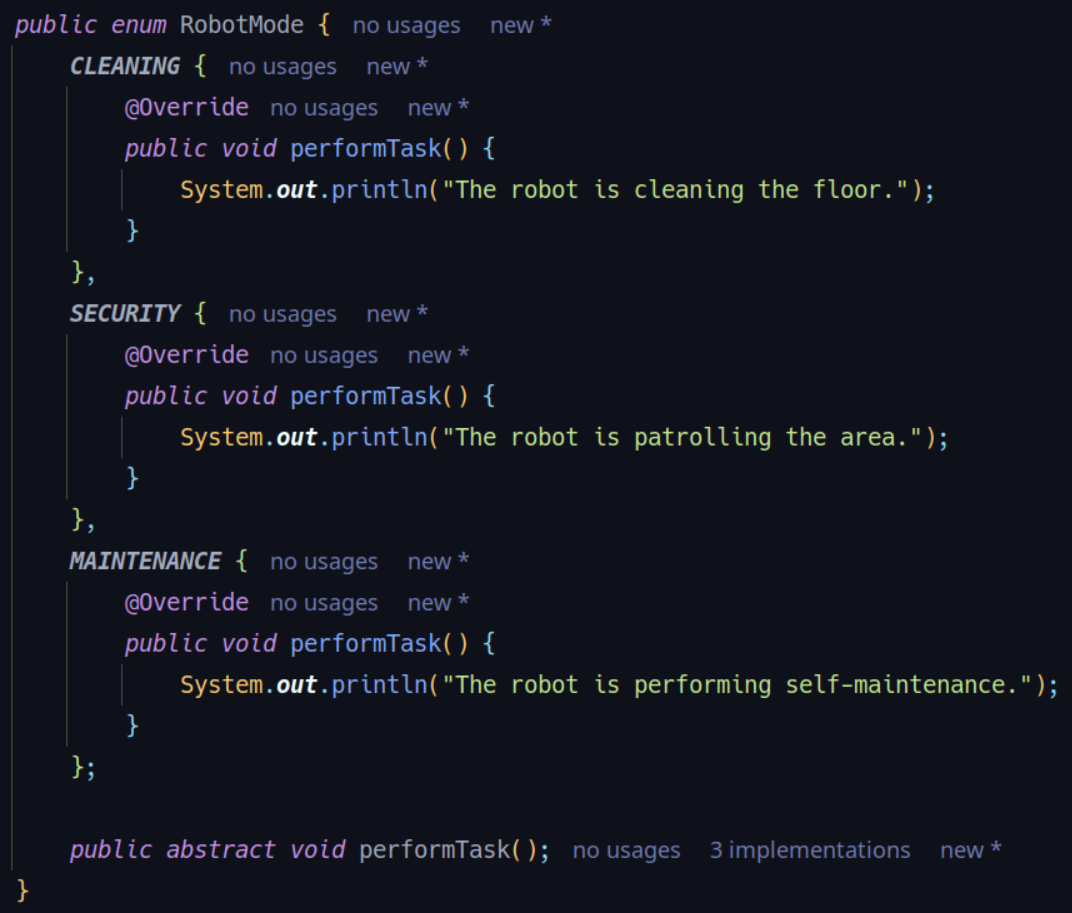 public enum RobotMode {   no usages   new *
    CLEANING {   no usages   new *
        @Override   no usages   new *
        public void performTask() {
            System.out.println("The robot is cleaning the floor.");
        }
    },
    SECURITY {   no usages   new *
        @Override   no usages   new *
        public void performTask() {
            System.out.println("The robot is patrolling the area.");
        }
    },
    MAINTENANCE {   no usages   new *
        @Override   no usages   new *
        public void performTask() {
            System.out.println("The robot is performing self-maintenance.");
        }
    };

    public abstract void performTask();   no usages   3 implementations   new *
}